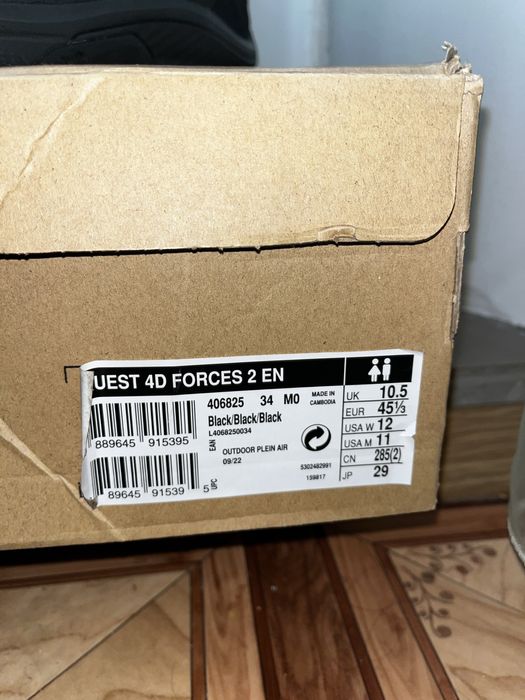 UEST 4D FORCES 2 EN
406825 34 M0
MADE IN CAMBODIA
Black/Black/Black
L4068250034
889645 915395
EAN
OUTDOOR PLEIN AIR
09/22
89645 91539 5
UPC
5302482991
159817
UK 10.5
EUR 45⅓
USA W 12
USA M 11
CN 285(2)
JP 29